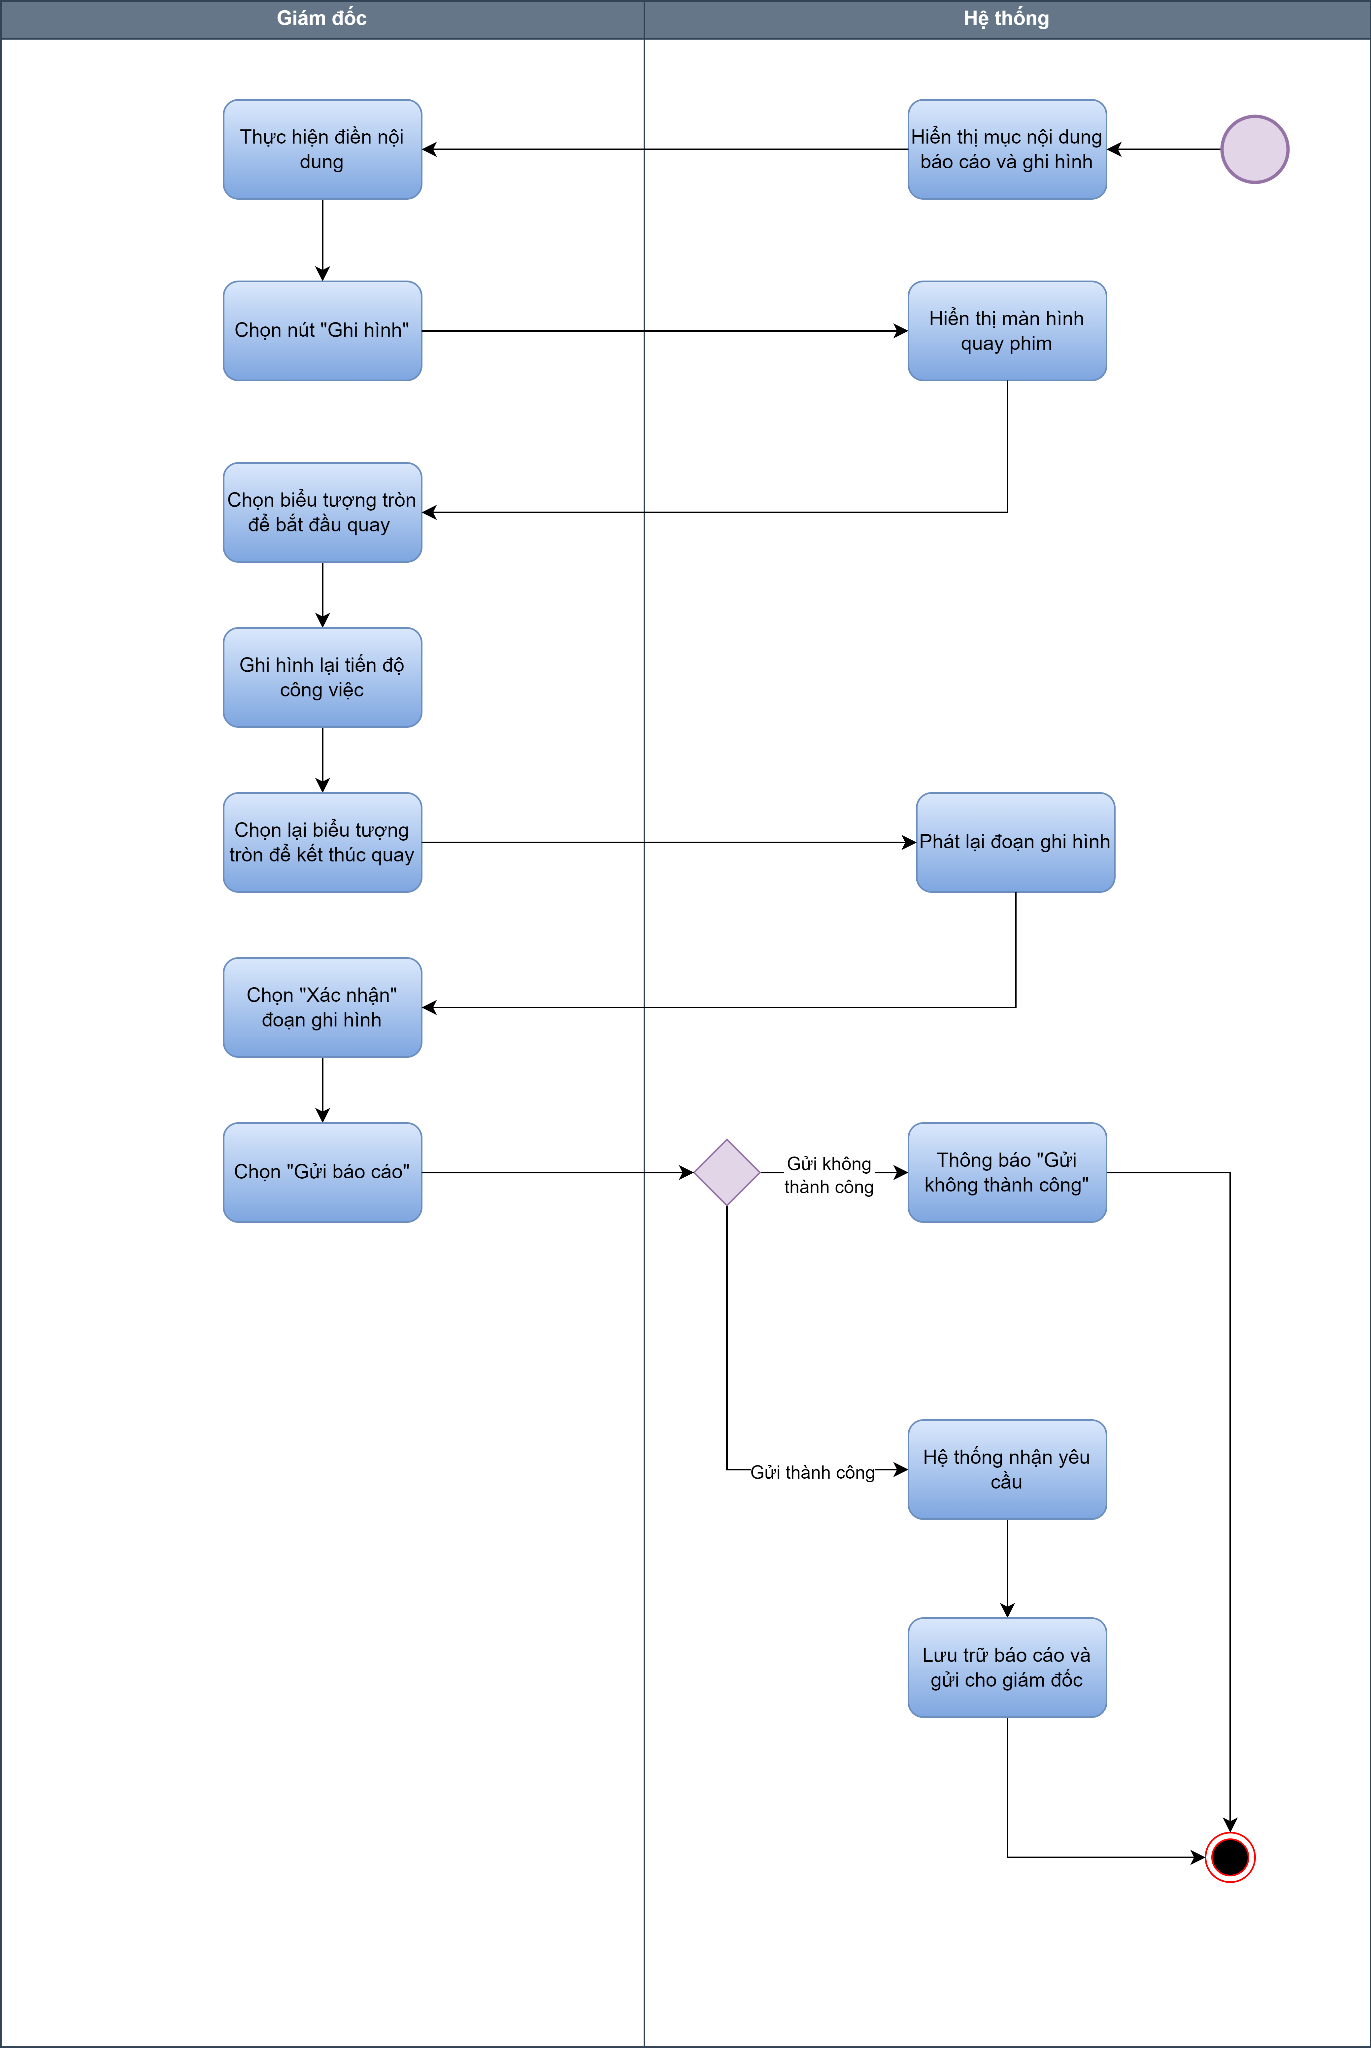 Giám đốc
Hệ thống
Thực hiện điền nội
dung
Hiển thị mục nội dung
báo cáo và ghi hình
Chọn nút "Ghi hình"
Hiển thị màn hình
quay phim
Chọn biểu tượng tròn
để bắt đầu quay
Ghi hình lại tiến độ
công việc
Chọn lại biểu tượng
tròn để kết thúc quay
Phát lại đoạn ghi hình
Chọn "Xác nhận"
đoạn ghi hình
Chọn "Gửi báo cáo"
Gửi không
thành công
Thông báo "Gửi
không thành công"
Gửi thành công
Hệ thống nhận yêu
cầu
Lưu trữ báo cáo và
gửi cho giám đốc